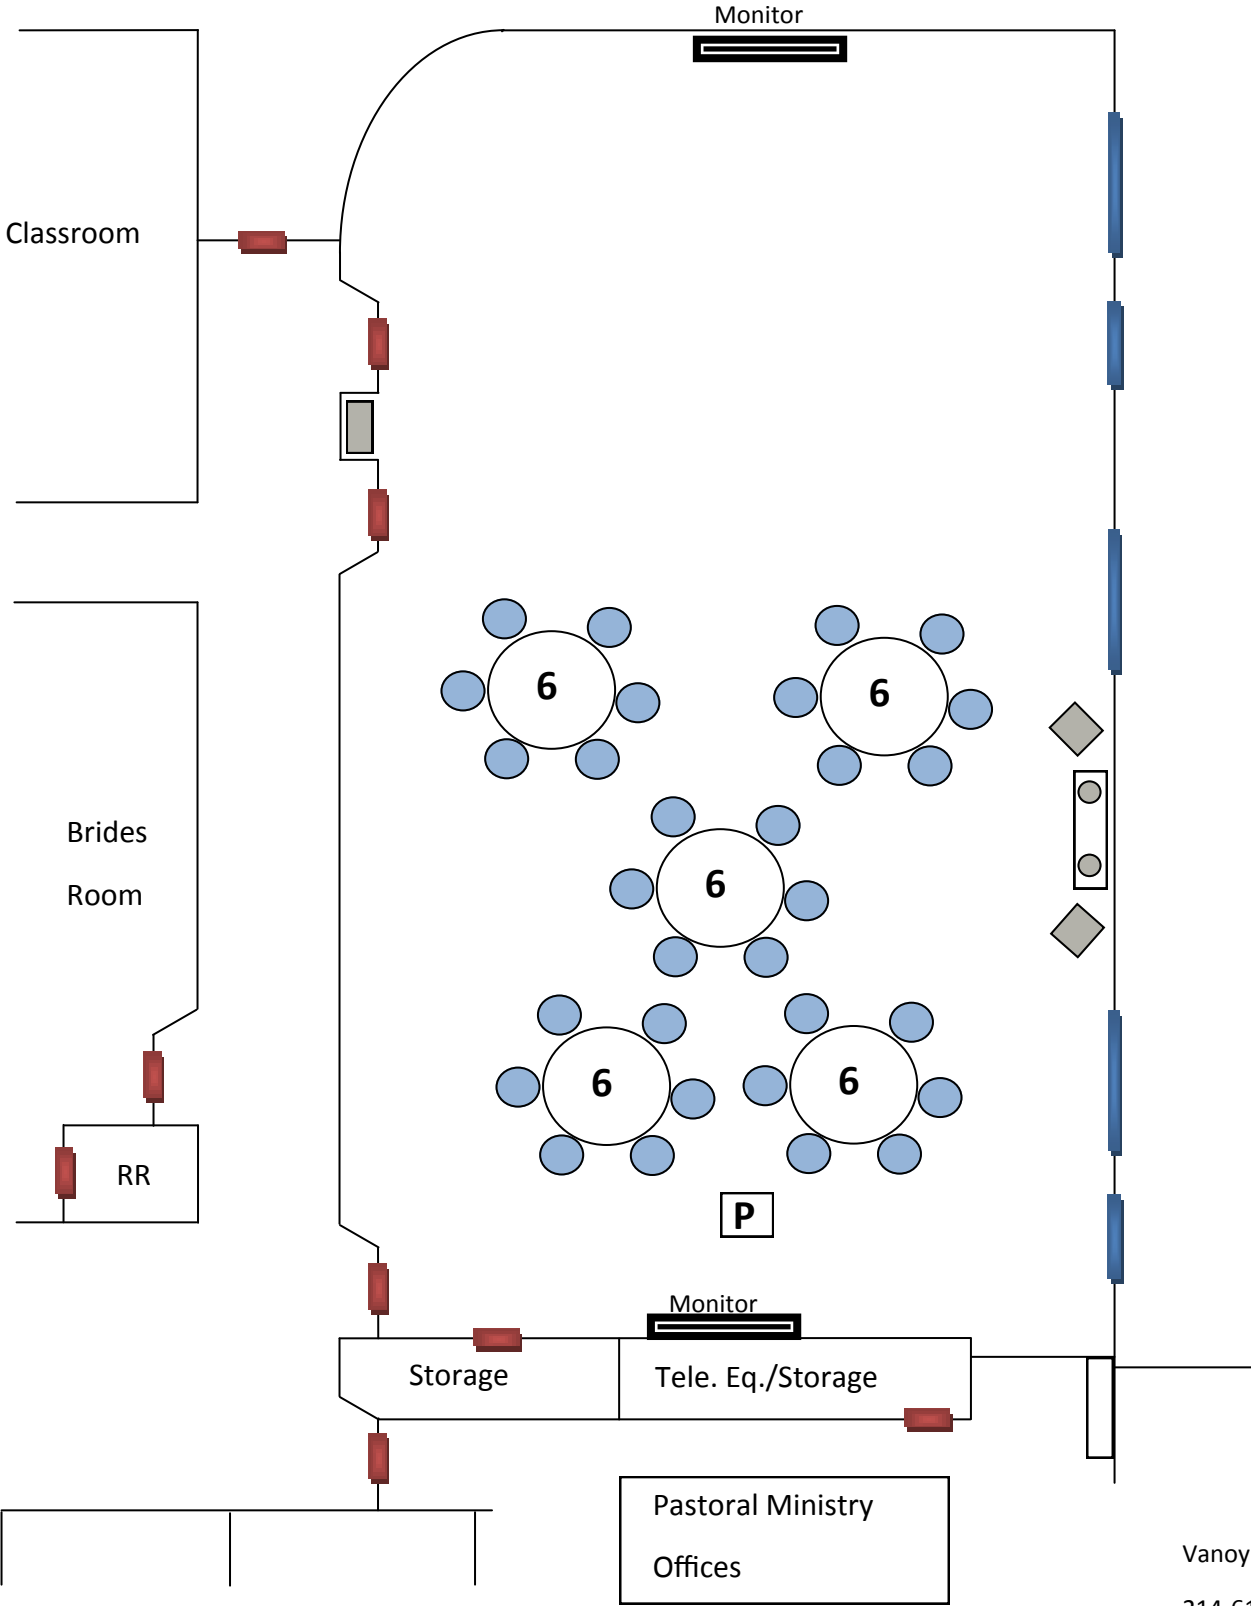 Monitor
Classroom
6
6
Brides
Room
6
6
6
RR
P
Monitor
Storage
Tele. Eq./Storage
Pastoral Ministry
Offices
Vanoy